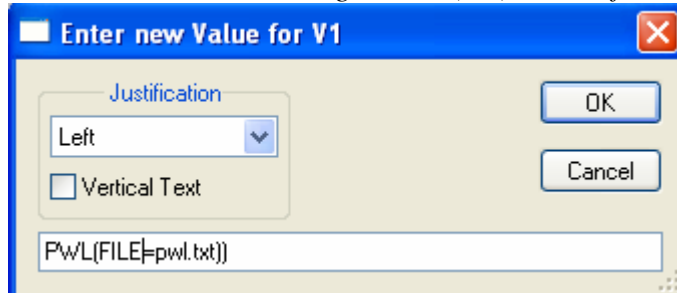 Enter new Value for V1
Justification
OK
Left
Cancel
Vertical Text
PWL(FILE=pwl.txt))